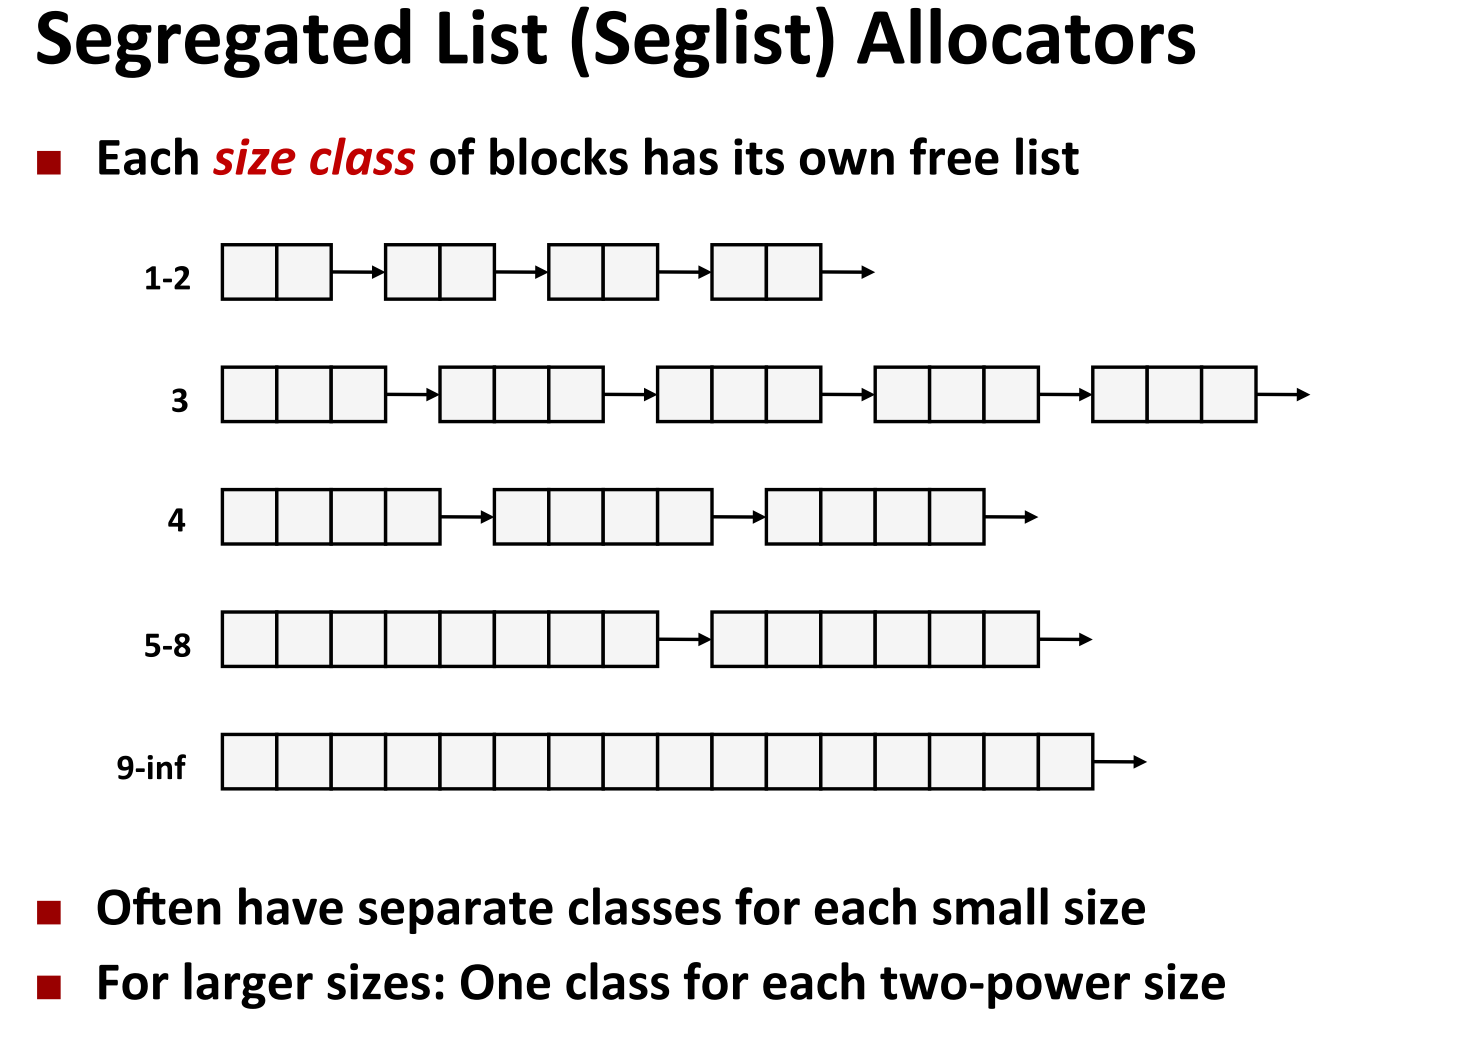 Segregated List (Seglist) Allocators
Each size class of blocks has its own free list
1-2
3
4
5-8
9-inf
Often have separate classes for each small size
For larger sizes: One class for each two-power size